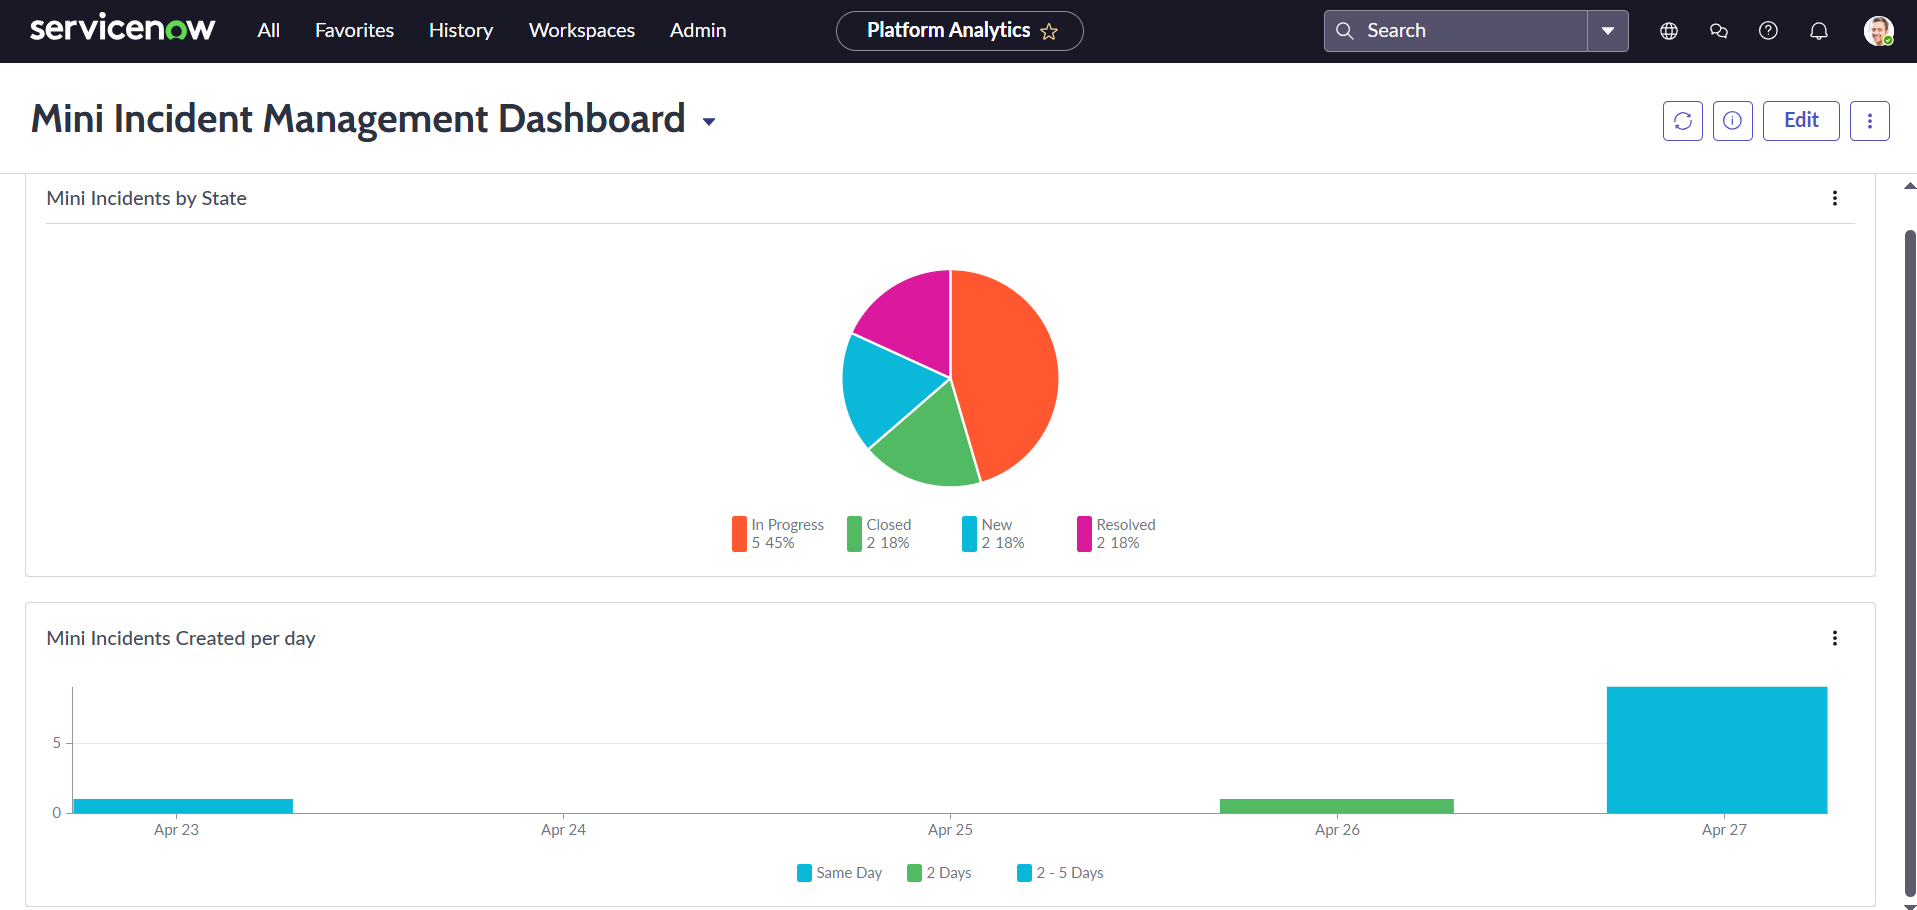 servicenow All Favorites History Workspaces Admin Platform Analytics Search
Mini Incident Management Dashboard Edit
Mini Incidents by State
In Progress Closed New Resolved
5 45% 2 18% 2 18% 2 18%
Mini Incidents Created per day
5
0
Apr 23 Apr 24 Apr 25 Apr 26 Apr 27
Same Day 2 Days 2 - 5 Days